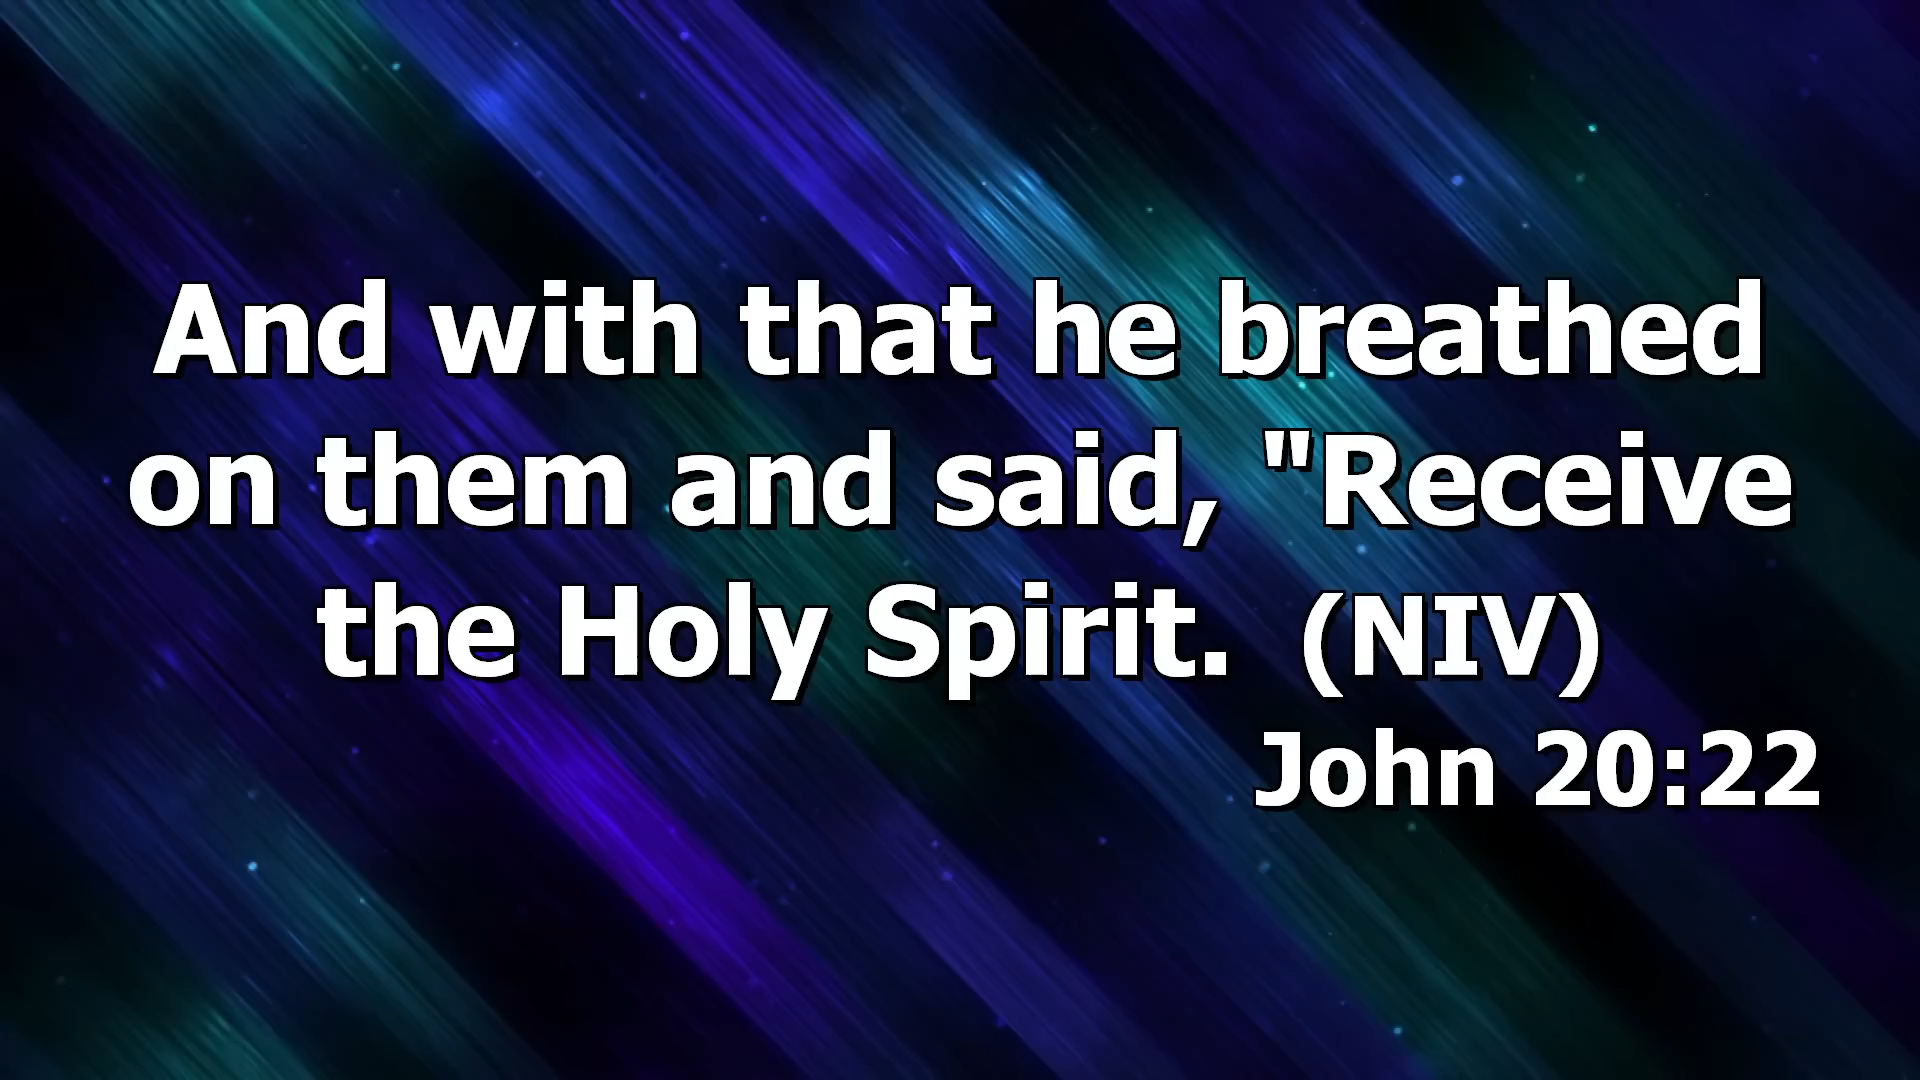 And with that he breathed
on them and said, "Receive
the Holy Spirit. (NIV)
John 20:22